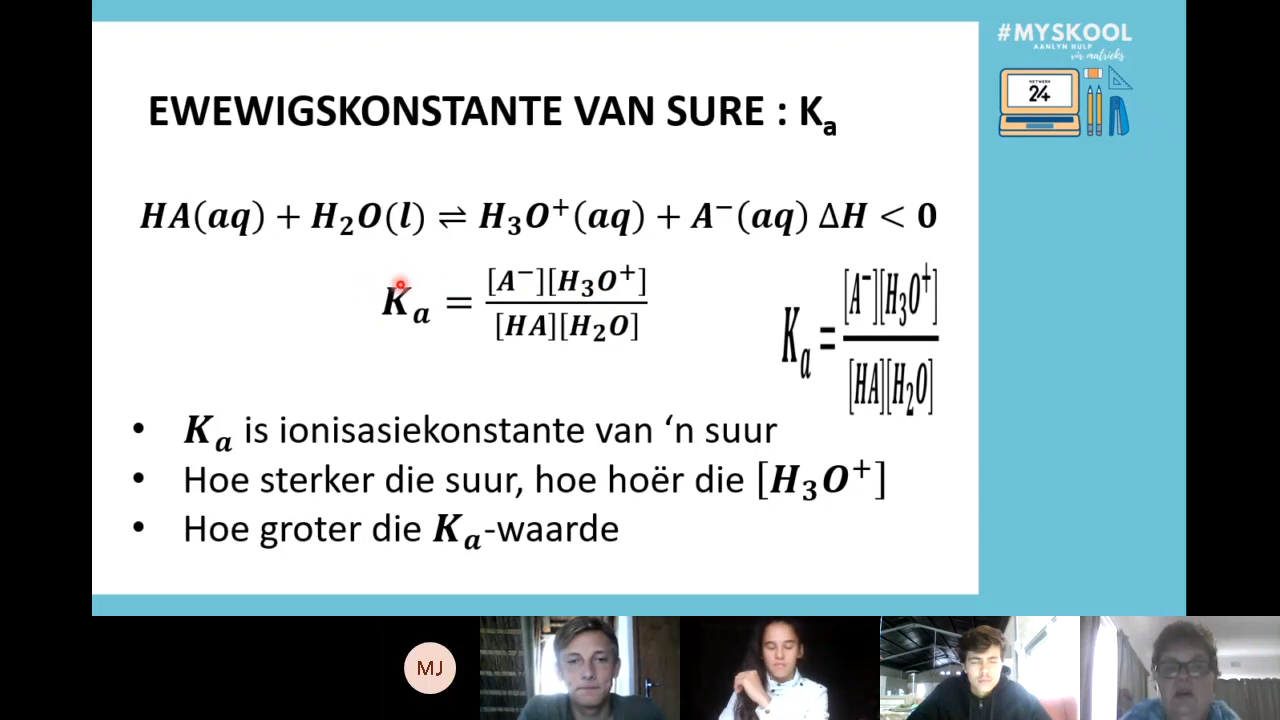 #MYSKOOL
AANLYN HULP
vir matrieks
NETWERK
24
EWEWIGSKONSTANTE VAN SURE : Kₐ
HA(aq) + H₂O(l) ⇌ H₃O⁺(aq) + A⁻(aq) ΔH < 0
Kₐ = [A⁻][H₃O⁺] / [HA][H₂O]
Kₐ = [A⁻][H₃O⁺] / [HA][H₂O]
• Kₐ is ionisasiekonstante van ‘n suur
• Hoe sterker die suur, hoe hoër die [H₃O⁺]
• Hoe groter die Kₐ-waarde
MJ